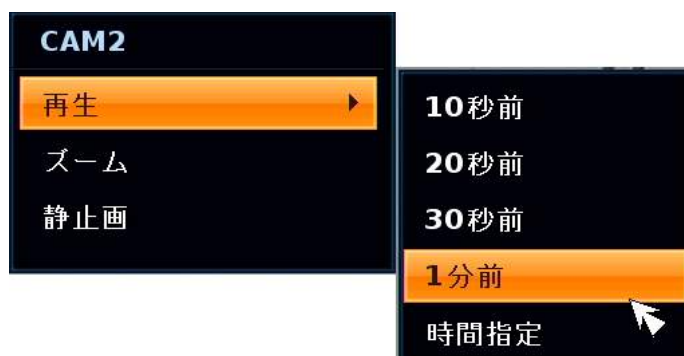 CAM2
再生
ズーム
静止画
10秒前
20秒前
30秒前
1分前
時間指定